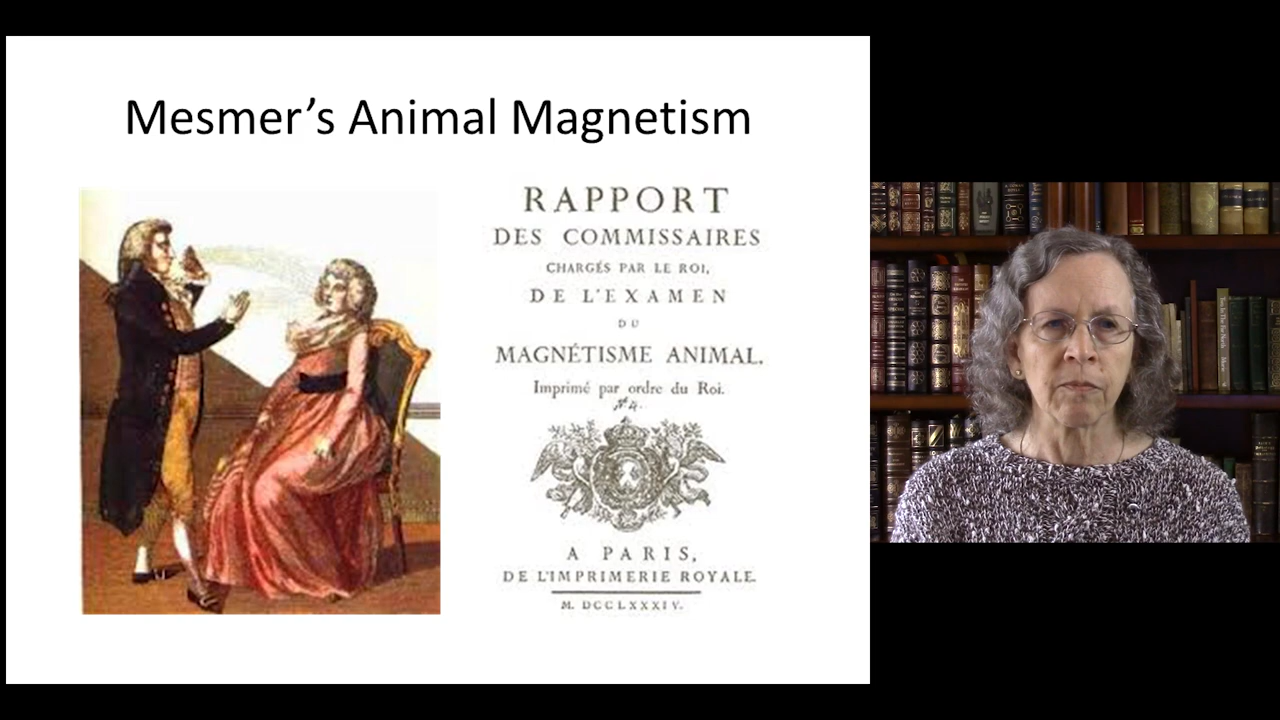 Mesmer’s Animal Magnetism
RAPPORT
DES COMMISSAIRES
CHARGÉS PAR LE ROI,
DE L'EXAMEN
DU
MAGNÉTISME ANIMAL.
Imprimé par ordre du Roi.
N.º 4.
A PARIS,
DE L'IMPRIMERIE ROYALE.
M. DCCLXXXIV.